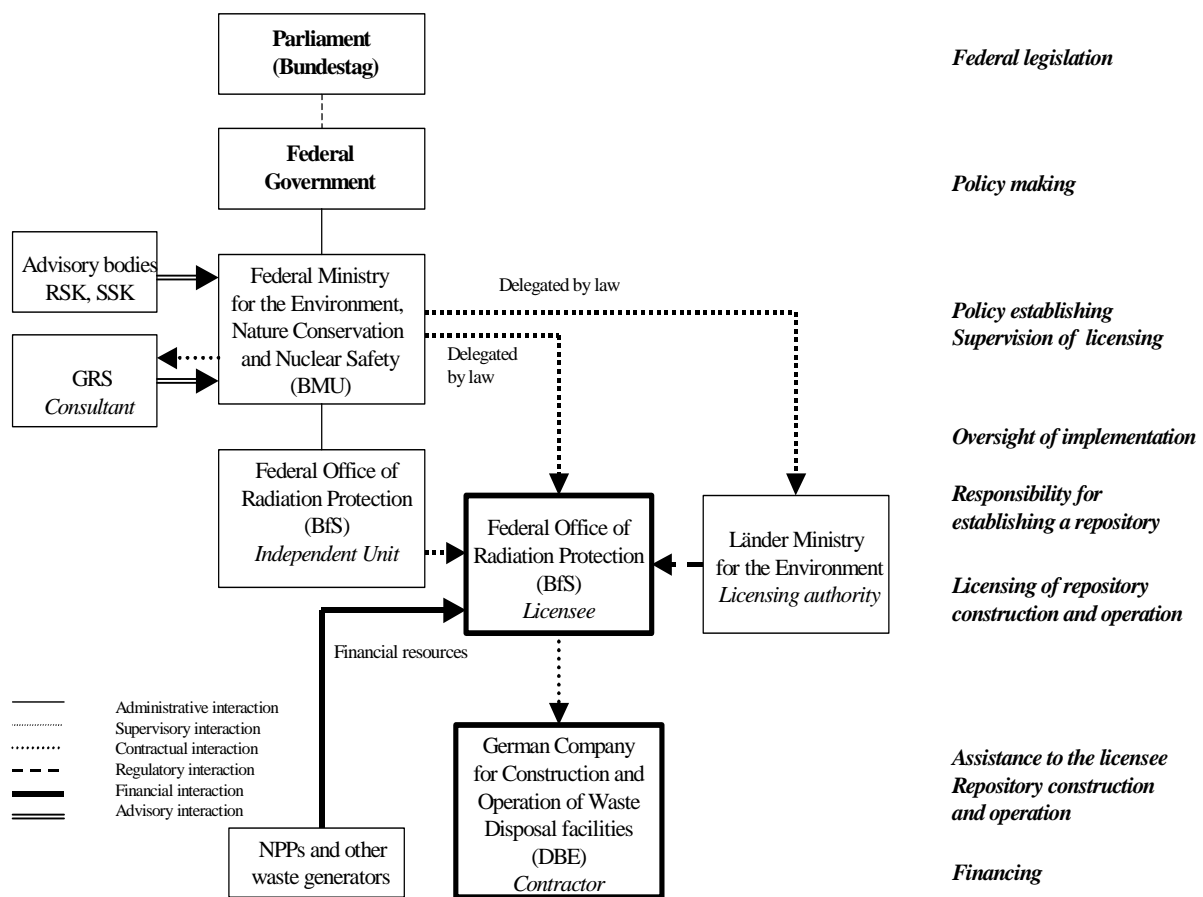 Parliament
(Bundestag)
Federal legislation
Federal
Government
Policy making
Advisory bodies
RSK, SSK
Federal Ministry
for the Environment,
Nature Conservation
and Nuclear Safety
(BMU)
Delegated by law
Delegated
by law
Policy establishing
Supervision of licensing
GRS
Consultant
Oversight of implementation
Federal Office of
Radiation Protection
(BfS)
Independent Unit
Federal Office of
Radiation Protection
(BfS)
Licensee
Länder Ministry
for the Environment
Licensing authority
Responsibility for
establishing a repository
Licensing of repository
construction and operation
Financial resources
Administrative interaction
Supervisory interaction
Contractual interaction
Regulatory interaction
Financial interaction
Advisory interaction
German Company
for Construction and
Operation of Waste
Disposal facilities
(DBE)
Contractor
Assistance to the licensee
Repository construction
and operation
NPPs and other
waste generators
Financing